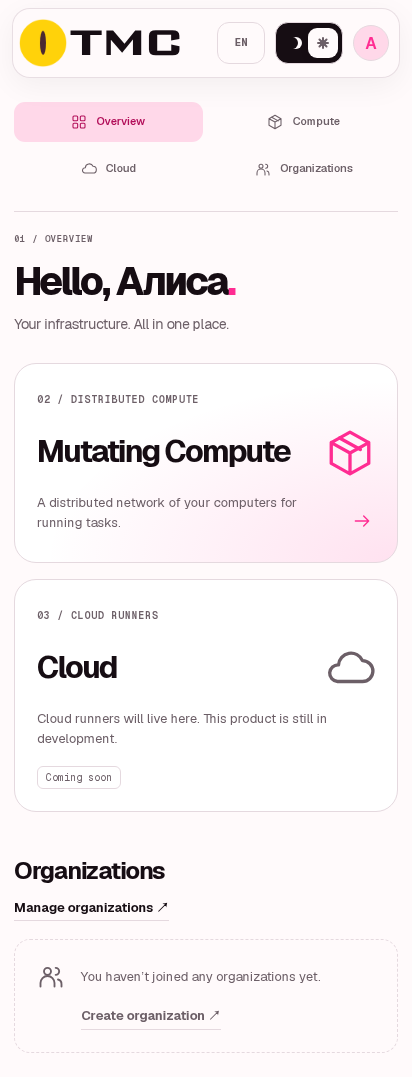 TMC
EN
A
Overview
Compute
Cloud
Organizations
01 / OVERVIEW
Hello, Алиса.
Your infrastructure. All in one place.
02 / DISTRIBUTED COMPUTE
Mutating Compute
A distributed network of your computers for
running tasks.
→
03 / CLOUD RUNNERS
Cloud
Cloud runners will live here. This product is still in
development.
Coming soon
Organizations
Manage organizations ↗
You haven’t joined any organizations yet.
Create organization ↗